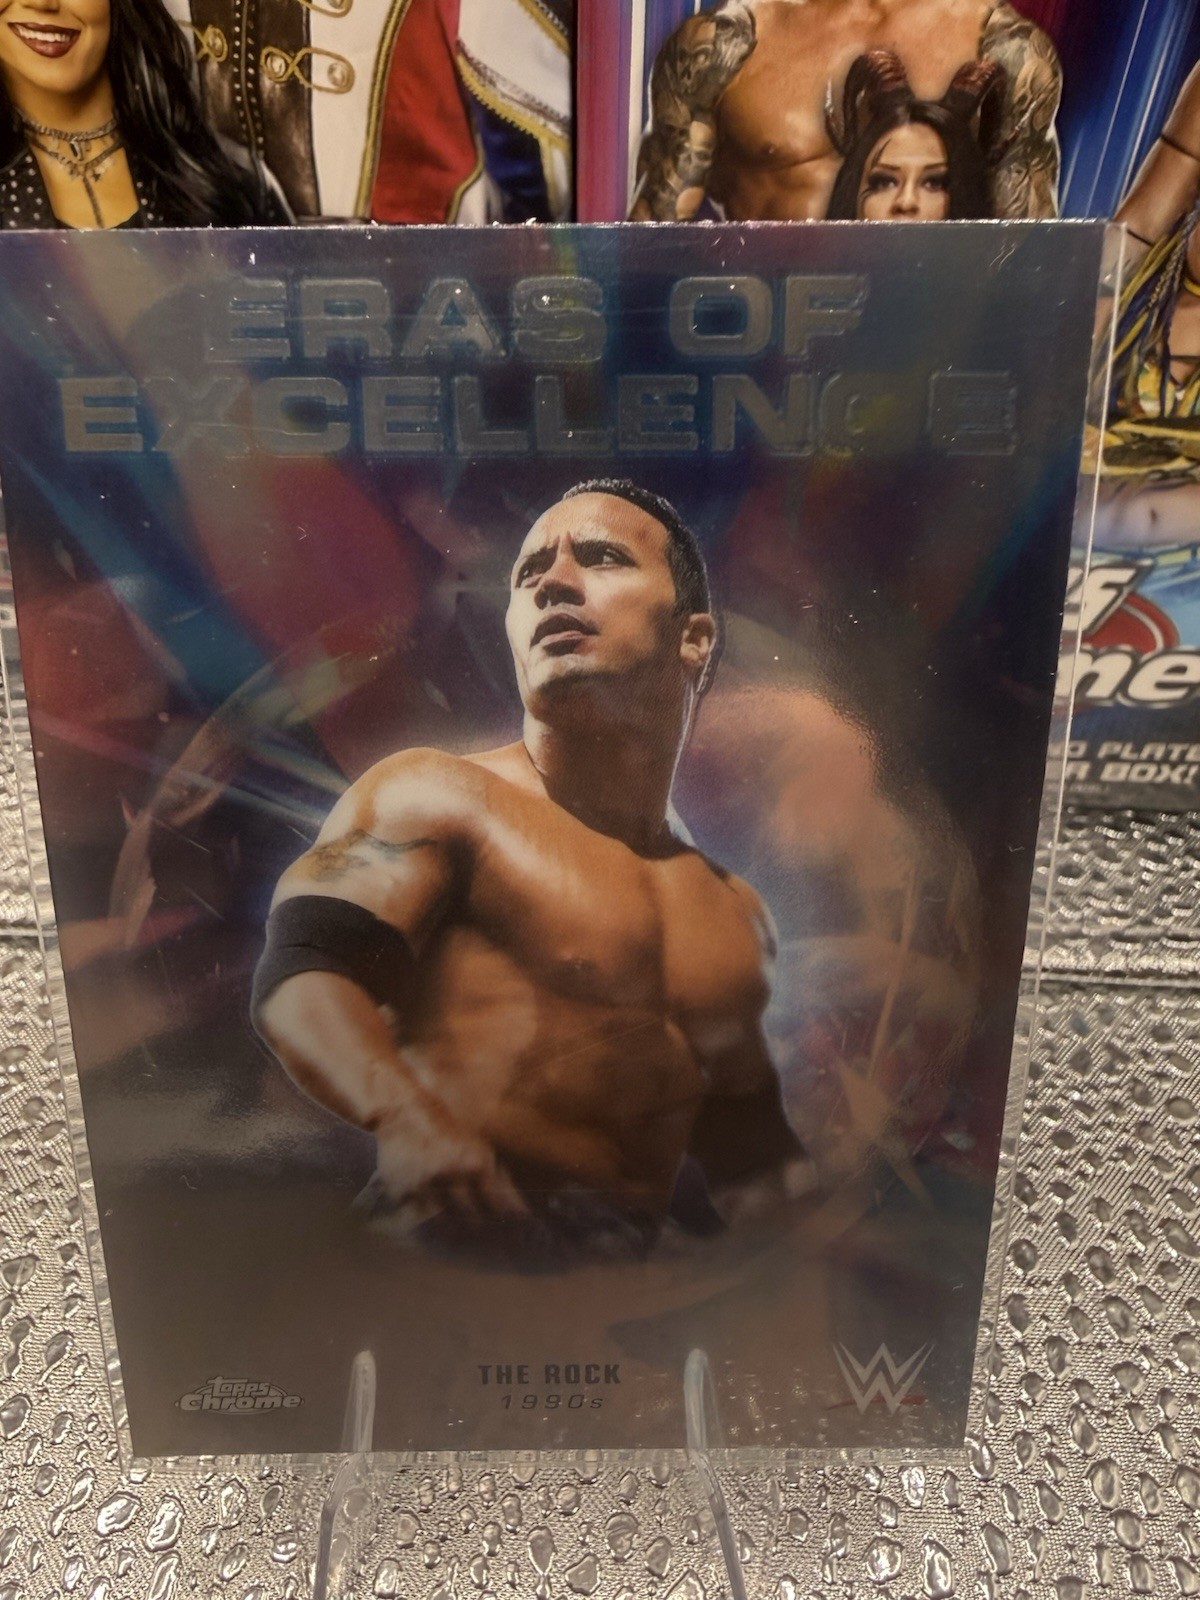 ERAS OF
EXCELLENCE
THE ROCK
1990s
Topps
Chrome
W